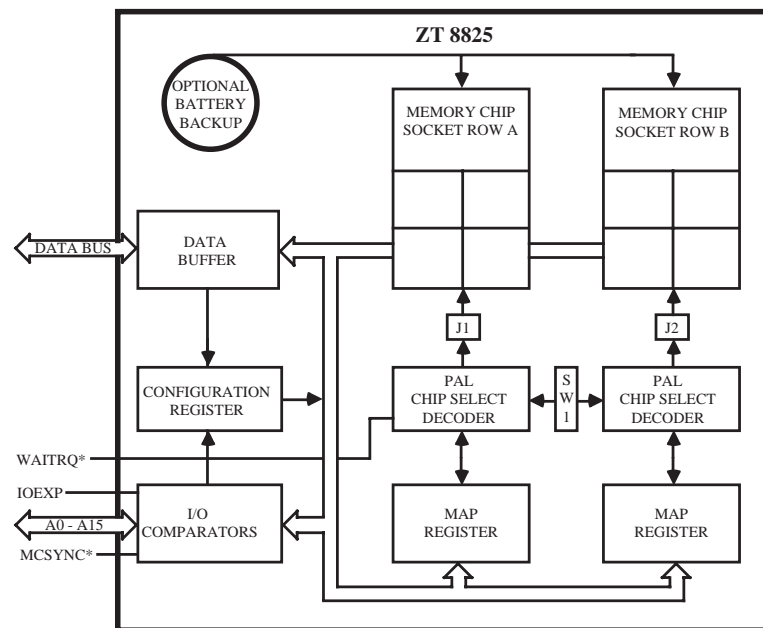 ZT 8825
OPTIONAL
BATTERY
BACKUP
MEMORY CHIP
SOCKET ROW A
MEMORY CHIP
SOCKET ROW B
DATA BUS
DATA
BUFFER
J1
J2
CONFIGURATION
REGISTER
PAL
CHIP SELECT
DECODER
S
W
1
PAL
CHIP SELECT
DECODER
WAITRQ*
IOEXP
A0 - A15
MCSYNC*
I/O
COMPARATORS
MAP
REGISTER
MAP
REGISTER